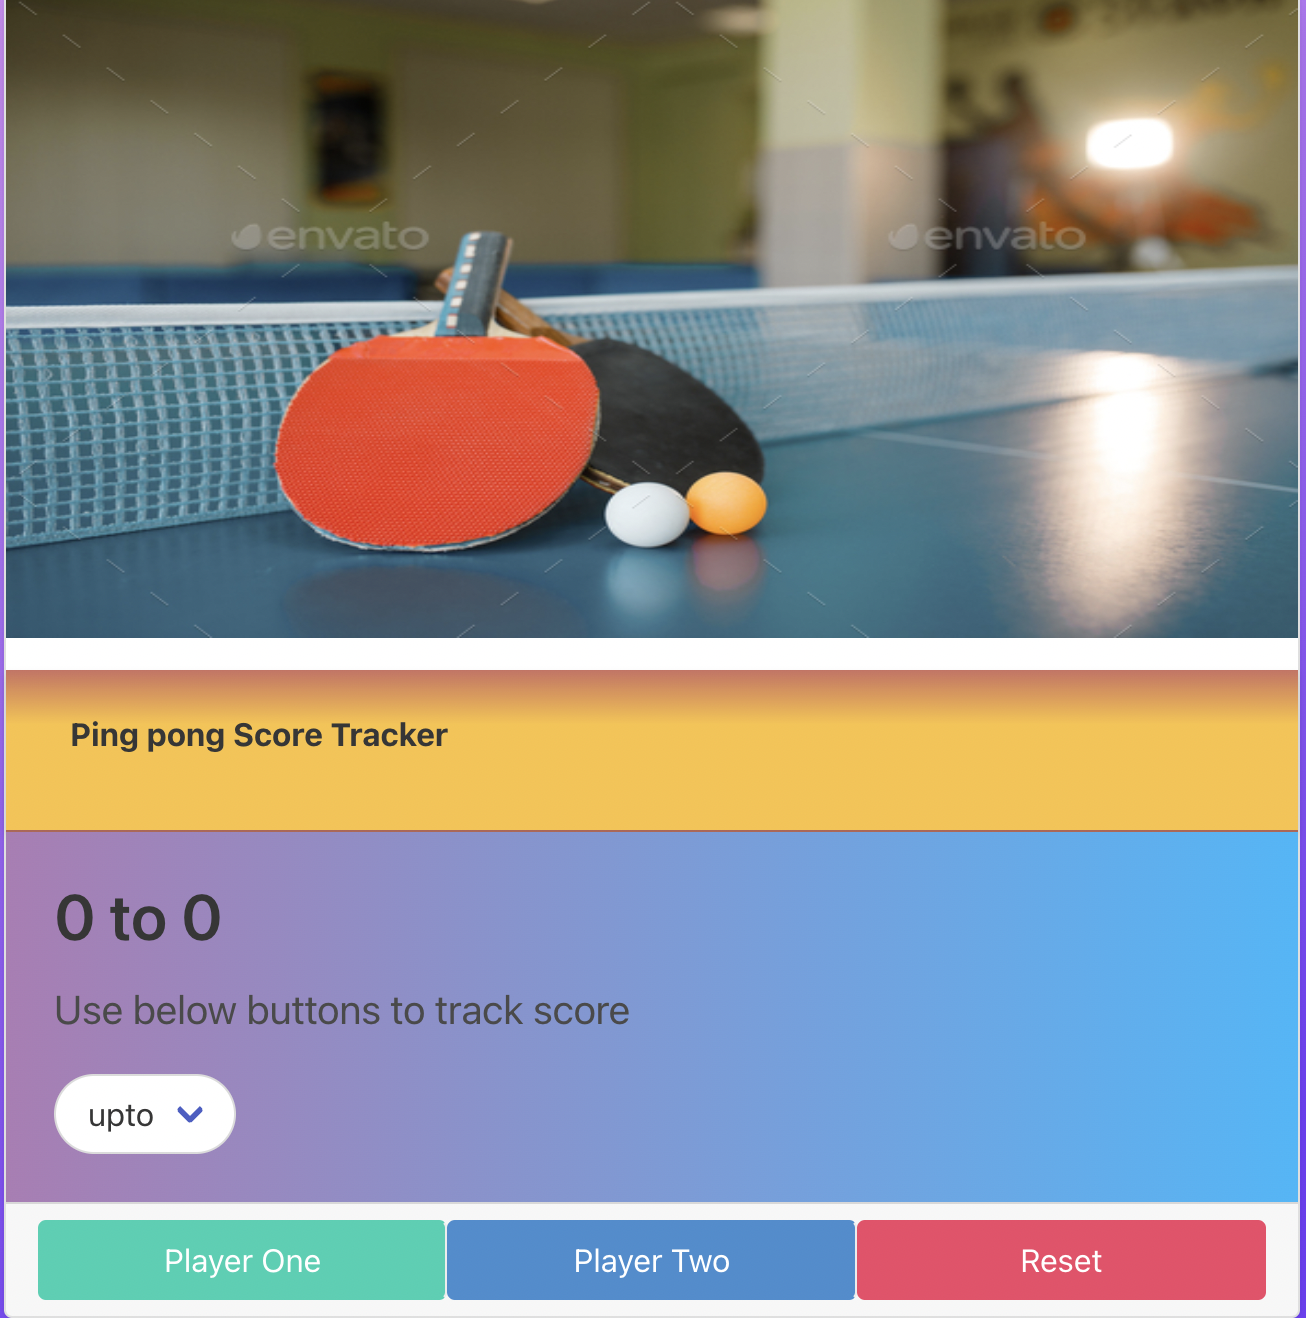 envato envato
Ping pong Score Tracker
0 to 0
Use below buttons to track score
upto
Player One Player Two Reset